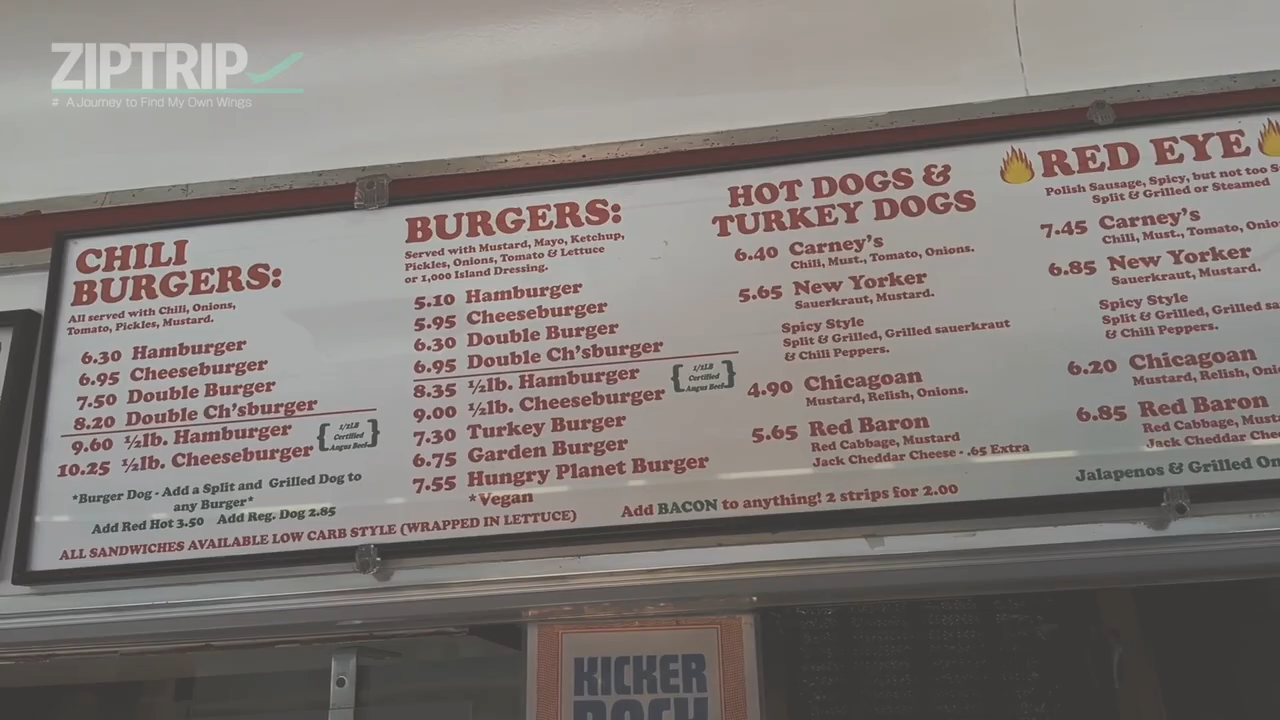 ZIPTRIP
# A Journey to Find My Own Wings
CHILI
BURGERS:
All served with Chili, Onions,
Tomato, Pickles, Mustard.
6.30 Hamburger
6.95 Cheeseburger
7.50 Double Burger
8.20 Double Ch'sburger
9.60 ½lb. Hamburger
10.25 ½lb. Cheeseburger
{ 1/2LB
Certified
Angus Beef }
*Burger Dog - Add a Split and Grilled Dog to
any Burger*
Add Red Hot 3.50 Add Reg. Dog 2.85
ALL SANDWICHES AVAILABLE LOW CARB STYLE (WRAPPED IN LETTUCE)
BURGERS:
Served with Mustard, Mayo, Ketchup,
Pickles, Onions, Tomato & Lettuce
or 1,000 Island Dressing.
5.10 Hamburger
5.95 Cheeseburger
6.30 Double Burger
6.95 Double Ch'sburger
8.35 ½lb. Hamburger
9.00 ½lb. Cheeseburger
{ 1/2LB
Certified
Angus Beef }
7.30 Turkey Burger
6.75 Garden Burger
7.55 Hungry Planet Burger
*Vegan
HOT DOGS &
TURKEY DOGS
6.40 Carney's
Chili, Must., Tomato, Onions.
5.65 New Yorker
Sauerkraut, Mustard.
Spicy Style
Split & Grilled, Grilled sauerkraut
& Chili Peppers.
4.90 Chicagoan
Mustard, Relish, Onions.
5.65 Red Baron
Red Cabbage, Mustard
Jack Cheddar Cheese - .65 Extra
Add BACON to anything! 2 strips for 2.00
RED EYE
Polish Sausage, Spicy, but not too S
Split & Grilled or Steamed
7.45 Carney's
Chili, Must., Tomato, Onio
6.85 New Yorker
Sauerkraut, Mustard.
Spicy Style
Split & Grilled, Grilled sa
& Chili Peppers.
6.20 Chicagoan
Mustard, Relish, Oni
6.85 Red Baron
Red Cabbage, Must
Jack Cheddar Che
Jalapenos & Grilled On
KICKER
ROCK